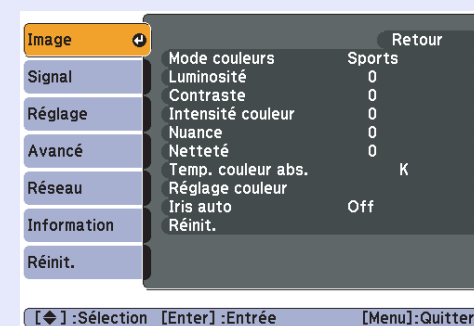 Image
Signal
Réglage
Avancé
Réseau
Information
Réinit.
Retour
Mode couleurs Sports
Luminosité 0
Contraste 0
Intensité couleur 0
Nuance 0
Netteté 0
Temp. couleur abs. K
Réglage couleur
Iris auto Off
Réinit.
[◆] :Sélection [Enter] :Entrée [Menu]:Quitter